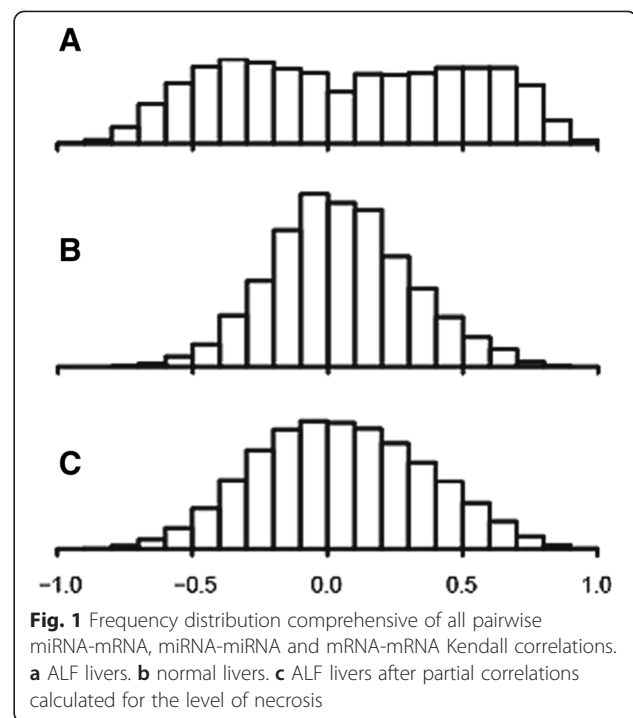 A
B
C
−1.0 −0.5 0.0 0.5 1.0
Fig. 1 Frequency distribution comprehensive of all pairwise
miRNA-mRNA, miRNA-miRNA and mRNA-mRNA Kendall correlations.
a ALF livers. b normal livers. c ALF livers after partial correlations
calculated for the level of necrosis